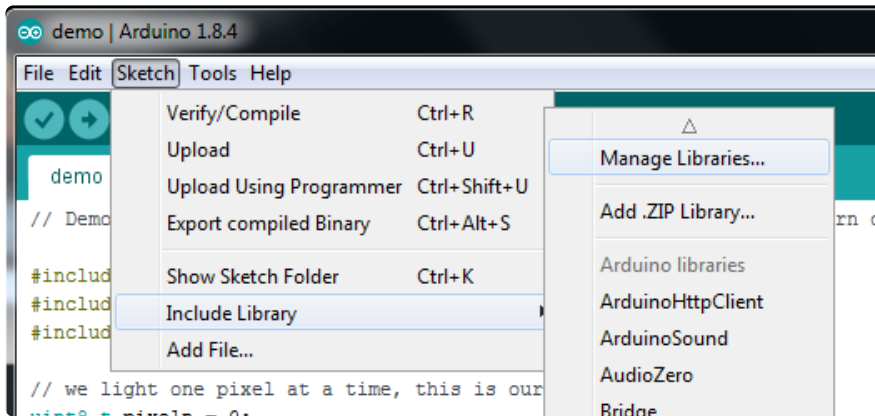 demo | Arduino 1.8.4
File Edit Sketch Tools Help
Verify/Compile Ctrl+R
Upload Ctrl+U
Upload Using Programmer Ctrl+Shift+U
Export compiled Binary Ctrl+Alt+S
Show Sketch Folder Ctrl+K
Include Library
Add File...
Manage Libraries...
Add .ZIP Library...
Arduino libraries
ArduinoHttpClient
ArduinoSound
AudioZero
Bridge
demo
// Demo
#includ
#includ
#includ
// we light one pixel at a time, this is our
uint8_t pixeln = 0;